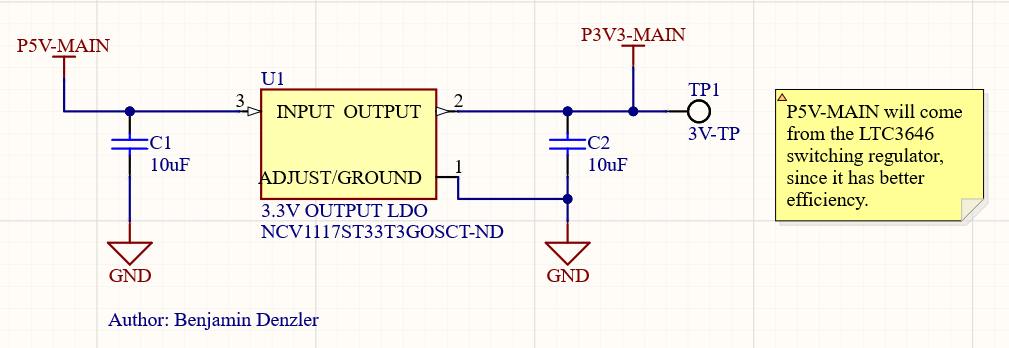 P5V-MAIN
P3V3-MAIN
U1
3
INPUT OUTPUT
2
TP1
3V-TP
C1
10uF
C2
10uF
ADJUST/GROUND
1
3.3V OUTPUT LDO
NCV1117ST33T3GOSCT-ND
GND
GND
P5V-MAIN will come
from the LTC3646
switching regulator,
since it has better
efficiency.
Author: Benjamin Denzler